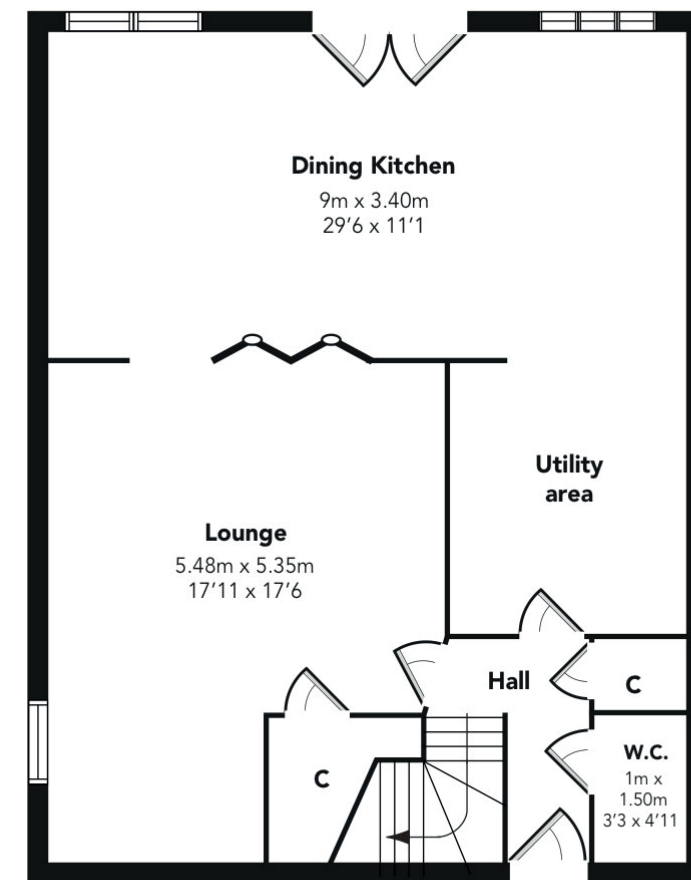 Dining Kitchen
9m x 3.40m
29'6 x 11'1
Utility
area
Lounge
5.48m x 5.35m
17'11 x 17'6
Hall
C
C
W.C.
1m x
1.50m
3'3 x 4'11